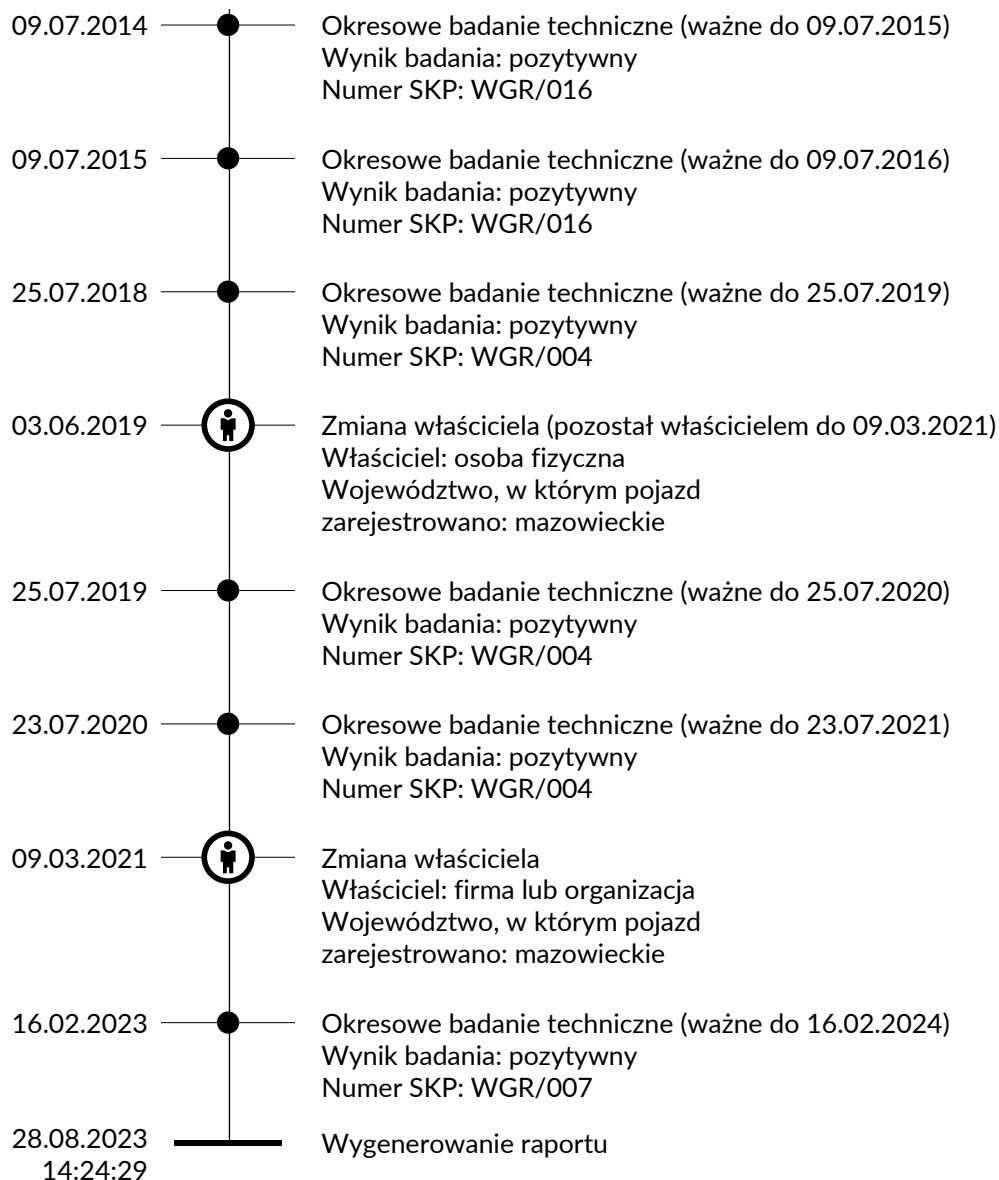 09.07.2014 Okresowe badanie techniczne (ważne do 09.07.2015)
Wynik badania: pozytywny
Numer SKP: WGR/016
09.07.2015 Okresowe badanie techniczne (ważne do 09.07.2016)
Wynik badania: pozytywny
Numer SKP: WGR/016
25.07.2018 Okresowe badanie techniczne (ważne do 25.07.2019)
Wynik badania: pozytywny
Numer SKP: WGR/004
03.06.2019 Zmiana właściciela (pozostał właścicielem do 09.03.2021)
Właściciel: osoba fizyczna
Województwo, w którym pojazd
zarejestrowano: mazowieckie
25.07.2019 Okresowe badanie techniczne (ważne do 25.07.2020)
Wynik badania: pozytywny
Numer SKP: WGR/004
23.07.2020 Okresowe badanie techniczne (ważne do 23.07.2021)
Wynik badania: pozytywny
Numer SKP: WGR/004
09.03.2021 Zmiana właściciela
Właściciel: firma lub organizacja
Województwo, w którym pojazd
zarejestrowano: mazowieckie
16.02.2023 Okresowe badanie techniczne (ważne do 16.02.2024)
Wynik badania: pozytywny
Numer SKP: WGR/007
28.08.2023 Wygenerowanie raportu
14:24:29